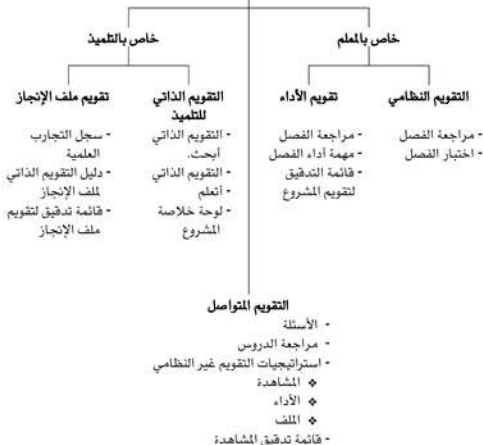 خاص بالمعلم
خاص بالتلميذ
التقويم النظامي
- مراجعة الفصل
- اختبار الفصل
تقويم الأداء
- مراجعة الفصل
- مهمة أداء الفصل
- قائمة التدقيق
لتقويم المشروع
التقويم الذاتي
للتلميذ
- التقويم الذاتي
أبحث.
- التقويم الذاتي
- أتعلم
- لوحة خلاصة
المشروع
تقويم ملف الإنجاز
- سجل التجارب
العلمية
- دليل التقويم الذاتي
لملف الإنجاز
- قائمة تدقيق لتقويم
ملف الإنجاز
التقويم المتواصل
- الأسئلة
- مراجعة الدروس
- استراتيجيات التقويم غير النظامي
❖ المشاهدة
❖ الأداء
❖ الملف
- قائمة تدقيق المشاهدة